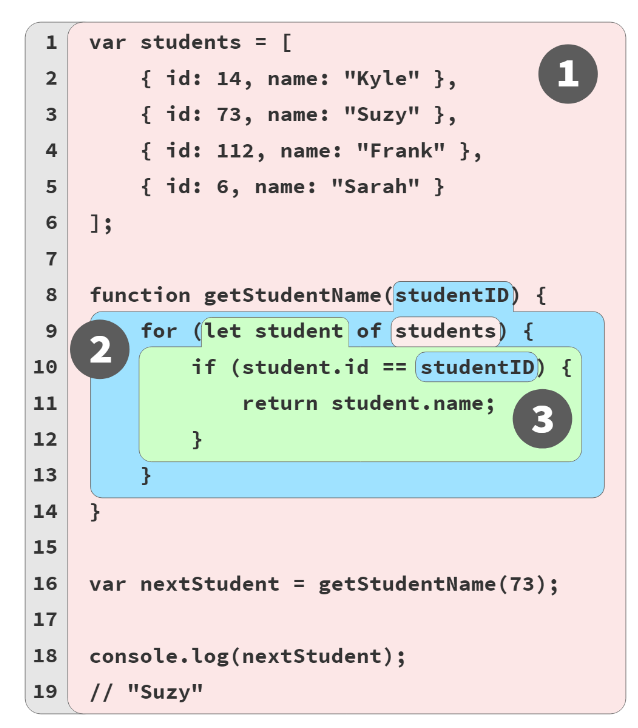 1 var students = [
2     { id: 14, name: "Kyle" },
3     { id: 73, name: "Suzy" },
4     { id: 112, name: "Frank" },
5     { id: 6, name: "Sarah" }
6 ];
7
8 function getStudentName(studentID) {
9     for (let student of students) {
10         if (student.id == studentID) {
11             return student.name;
12         }
13     }
14 }
15
16 var nextStudent = getStudentName(73);
17
18 console.log(nextStudent);
19 // "Suzy"
1
2
3